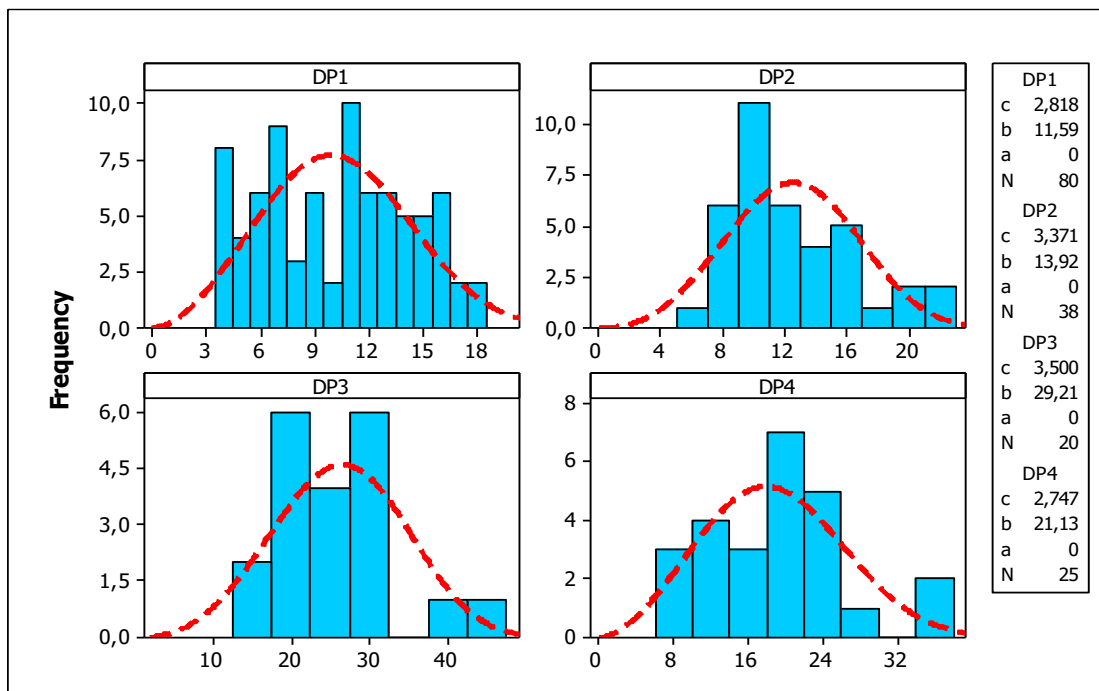 Frequency
DP1
10,0
7,5
5,0
2,5
0,0
0 3 6 9 12 15 18
DP2
10,0
7,5
5,0
2,5
0,0
0 4 8 12 16 20
DP3
6,0
4,5
3,0
1,5
0,0
10 20 30 40
DP4
8
6
4
2
0
0 8 16 24 32
DP1
c 2,818
b 11,59
a 0
N 80
DP2
c 3,371
b 13,92
a 0
N 38
DP3
c 3,500
b 29,21
a 0
N 20
DP4
c 2,747
b 21,13
a 0
N 25